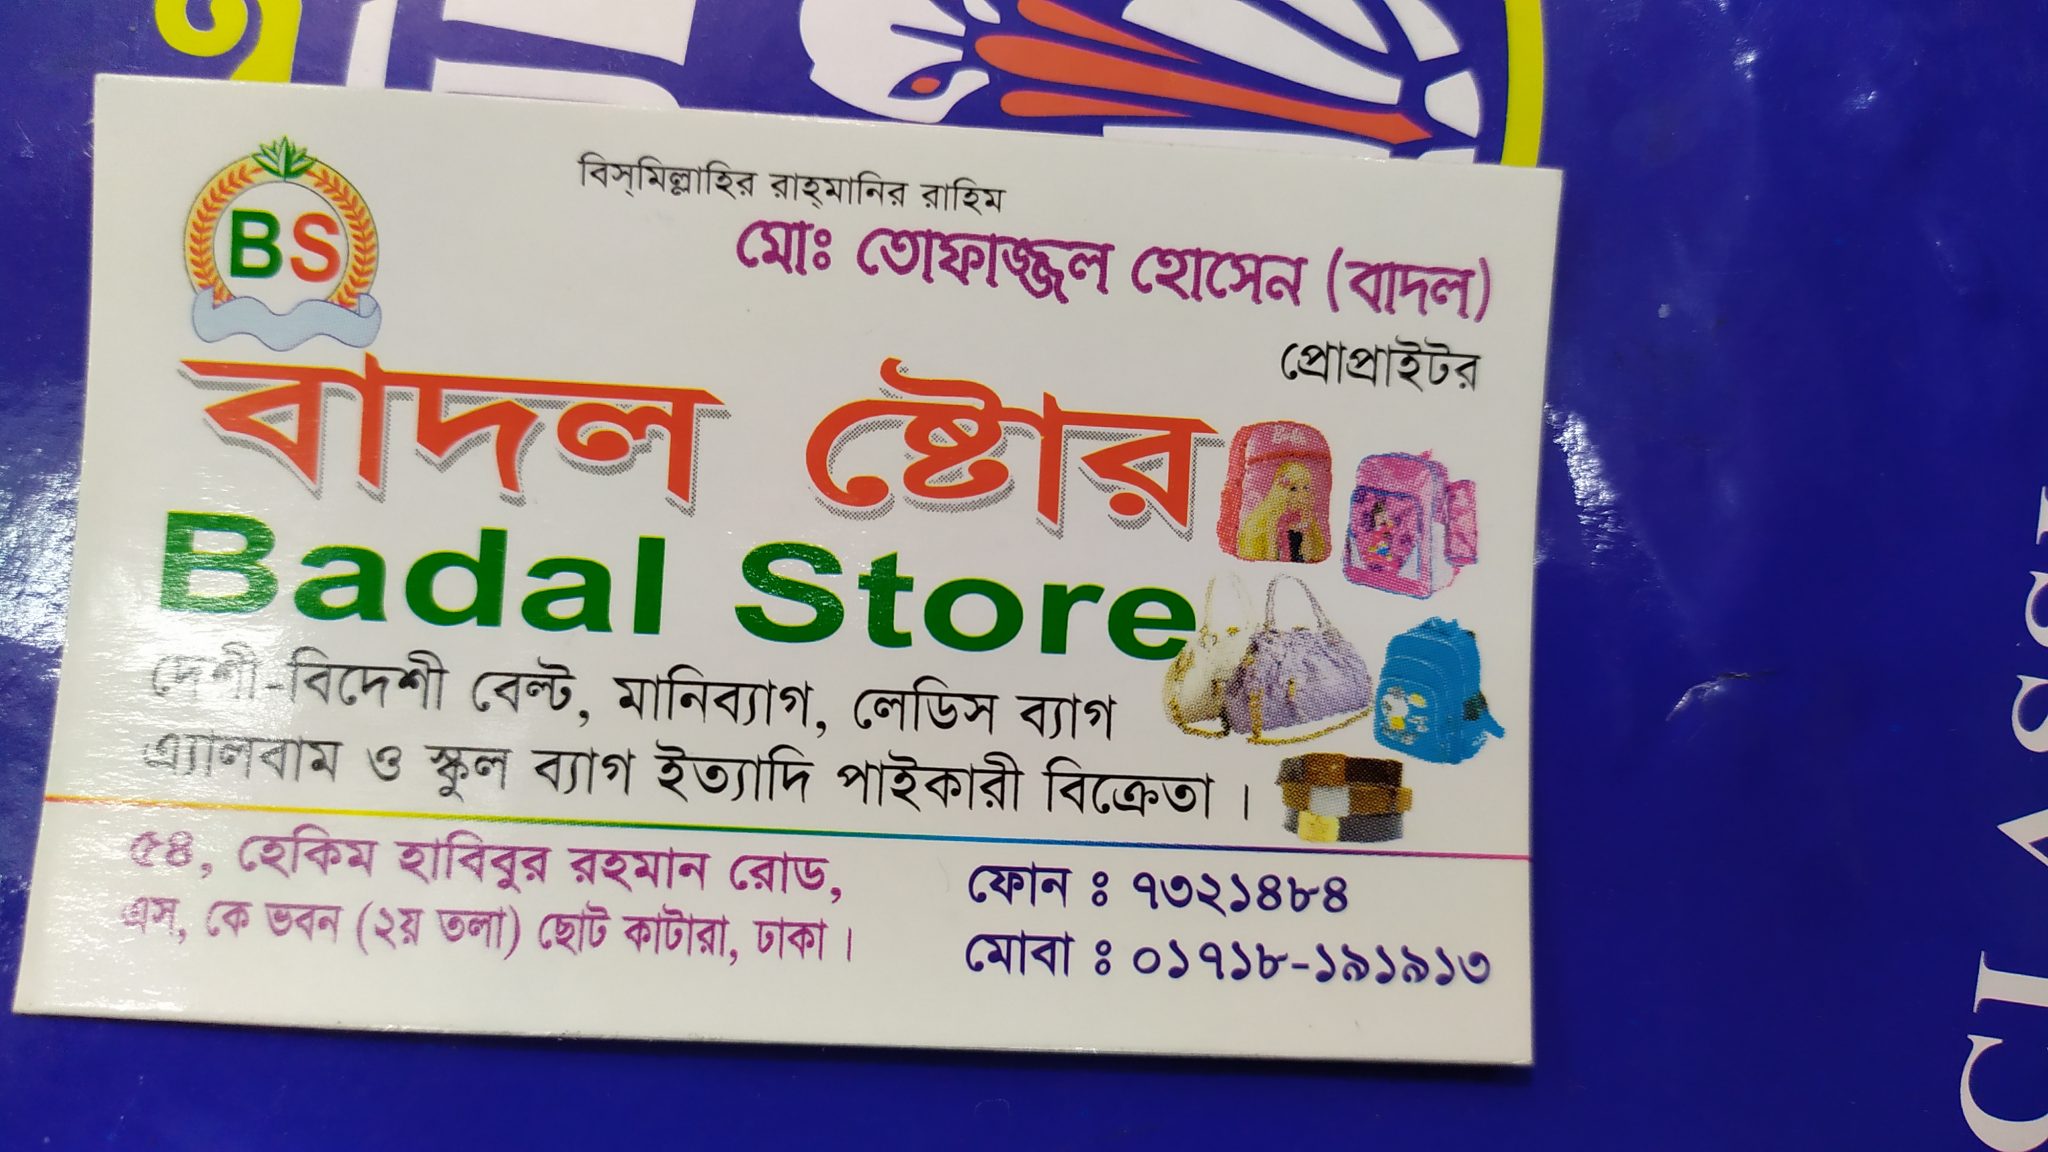 BS
বিস্‌মিল্লাহির রাহ্‌মানির রাহিম
মোঃ তোফাজ্জল হোসেন (বাদল)
প্রোপ্রাইটর
বাদল ষ্টোর
Badal Store
দেশী-বিদেশী বেল্ট, মানিব্যাগ, লেডিস ব্যাগ
এ্যালবাম ও স্কুল ব্যাগ ইত্যাদি পাইকারী বিক্রেতা ।
৫৪, হেকিম হাবিবুর রহমান রোড,
এস, কে ভবন (২য় তলা) ছোট কাটারা, ঢাকা ।
ফোন ঃ ৭৩২১৪৮৪
মোবা ঃ ০১৭১৮-১৯১৯১৩